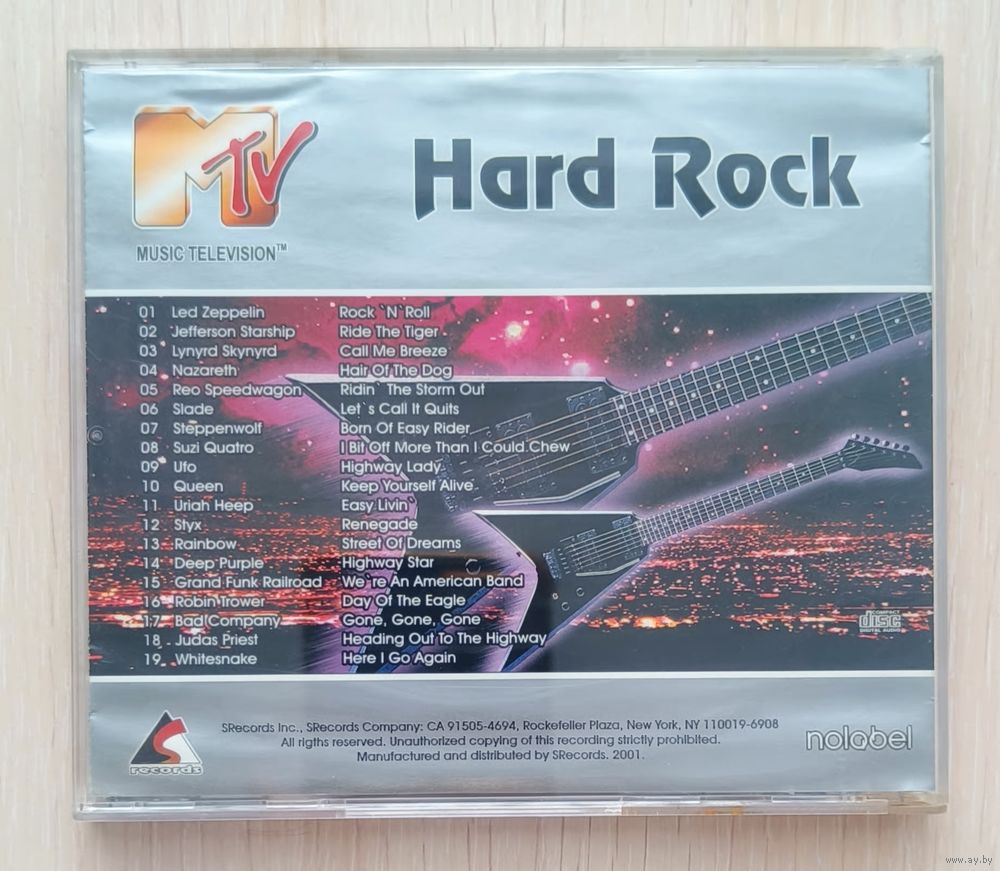 MTV
Hard Rock
MUSIC TELEVISION™
01 Led Zeppelin Rock `N` Roll
02 Jefferson Starship Ride The Tiger
03 Lynyrd Skynyrd Call Me Breeze
04 Nazareth Hair Of The Dog
05 Reo Speedwagon Ridin` The Storm Out
06 Slade Let`s Call It Quits
07 Steppenwolf Born Of Easy Rider
08 Suzi Quatro I Bit Off More Than I Could Chew
09 Ufo Highway Lady
10 Queen Keep Yourself Alive
11 Uriah Heep Easy Livin`
12 Styx Renegade
13 Rainbow Street Of Dreams
14 Deep Purple Highway Star
15 Grand Funk Railroad We`re An American Band
16 Robin Trower Day Of The Eagle
17 Bad Company Gone, Gone, Gone
18 Judas Priest Heading Out To The Highway
19 Whitesnake Here I Go Again
COMPACT
disc
DIGITAL AUDIO
SRecords Inc., SRecords Company: CA 91505-4694, Rockefeller Plaza, New York, NY 110019-6908
All rigths reserved. Unauthorized copying of this recording strictly prohibited.
Manufactured and distributed by SRecords. 2001.
S records
nolabel
www.ay.by